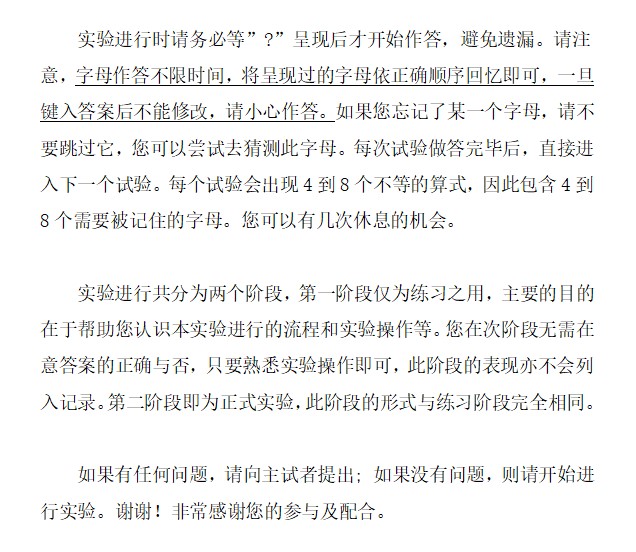 实验进行时请务必等”?”呈现后才开始作答，避免遗漏。请注
意，字母作答不限时间，将呈现过的字母依正确顺序回忆即可，一旦
键入答案后不能修改，请小心作答。如果您忘记了某一个字母，请不
要跳过它，您可以尝试去猜测此字母。每次试验做答完毕后，直接进
入下一个试验。每个试验会出现 4 到 8 个不等的算式，因此包含 4 到
8 个需要被记住的字母。您可以有几次休息的机会。
实验进行共分为两个阶段，第一阶段仅为练习之用，主要的目的
在于帮助您认识本实验进行的流程和实验操作等。您在次阶段无需在
意答案的正确与否，只要熟悉实验操作即可，此阶段的表现亦不会列
入记录。第二阶段即为正式实验，此阶段的形式与练习阶段完全相同。
如果有任何问题，请向主试者提出；如果没有问题，则请开始进
行实验。谢谢！非常感谢您的参与及配合。